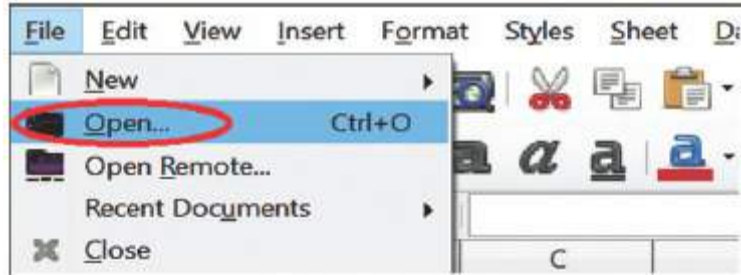 File Edit View Insert Format Styles Sheet
New
Open... Ctrl+O
Open Remote...
Recent Documents
Close
a a a
C